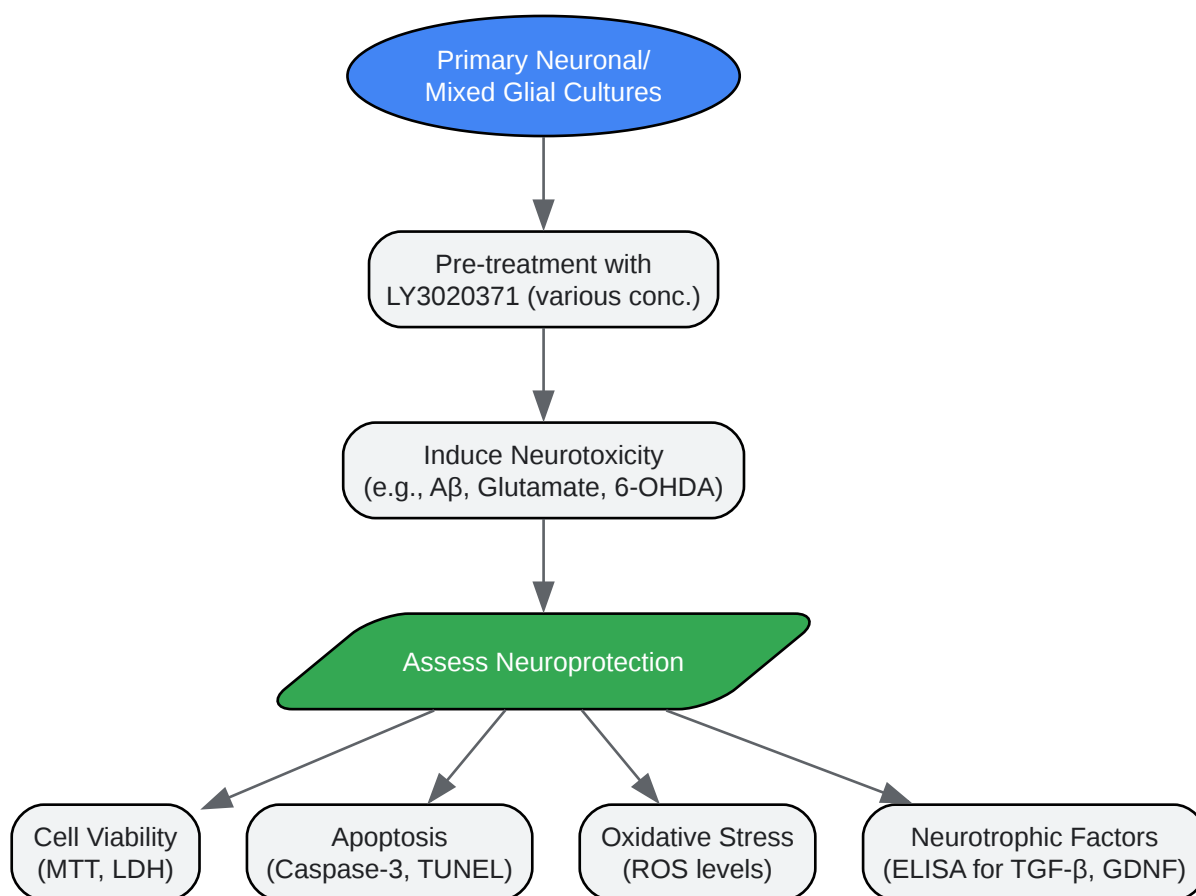 Primary Neuronal/
Mixed Glial Cultures
Pre-treatment with
LY3020371 (various conc.)
Induce Neurotoxicity
(e.g., Aβ, Glutamate, 6-OHDA)
Assess Neuroprotection
Cell Viability
(MTT, LDH)
Apoptosis
(Caspase-3, TUNEL)
Oxidative Stress
(ROS levels)
Neurotrophic Factors
(ELISA for TGF-β, GDNF)